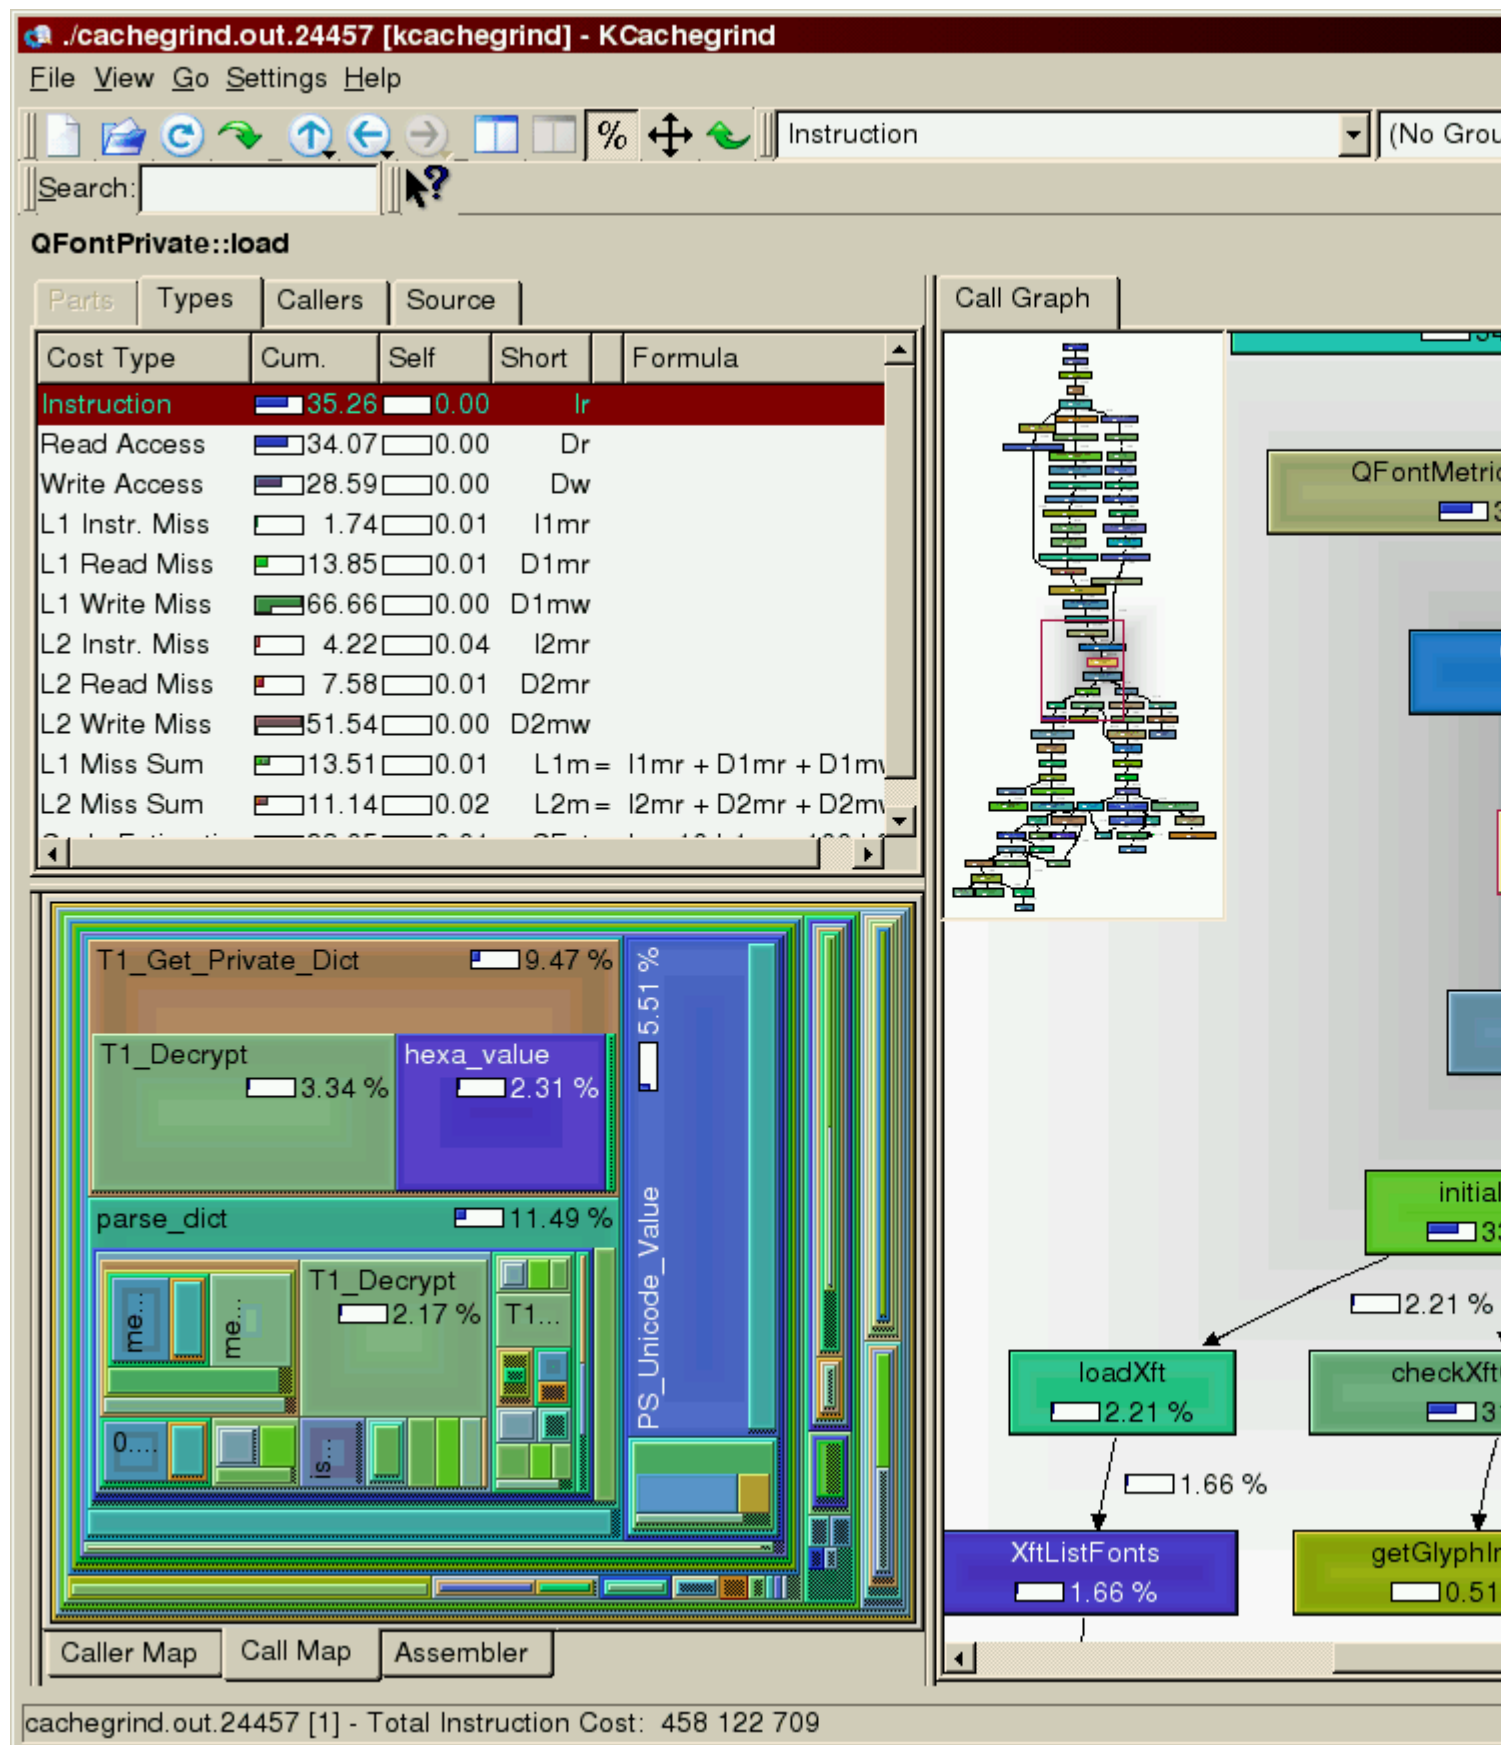 ./cachegrind.out.24457 [kcachegrind] - KCachegrind
File View Go Settings Help
% Instruction (No Grou
Search:
QFontPrivate::load
Parts Types Callers Source
Cost Type Cum. Self Short Formula
Instruction 35.26 0.00 Ir
Read Access 34.07 0.00 Dr
Write Access 28.59 0.00 Dw
L1 Instr. Miss 1.74 0.01 I1mr
L1 Read Miss 13.85 0.01 D1mr
L1 Write Miss 66.66 0.00 D1mw
L2 Instr. Miss 4.22 0.04 I2mr
L2 Read Miss 7.58 0.01 D2mr
L2 Write Miss 51.54 0.00 D2mw
L1 Miss Sum 13.51 0.01 L1m = I1mr + D1mr + D1mw
L2 Miss Sum 11.14 0.02 L2m = I2mr + D2mr + D2mw
T1_Get_Private_Dict 9.47 %
T1_Decrypt
3.34 %
hexa_value
2.31 %
parse_dict 11.49 %
me...
me...
T1_Decrypt
2.17 %
T1...
0....
is...
PS_Unicode_Value 5.51 %
Caller Map Call Map Assembler
Call Graph
QFontMetric
3
initial
33
2.21 %
loadXft
2.21 %
checkXft
3
1.66 %
XftListFonts
1.66 %
getGlyphIn
0.51
cachegrind.out.24457 [1] - Total Instruction Cost: 458 122 709